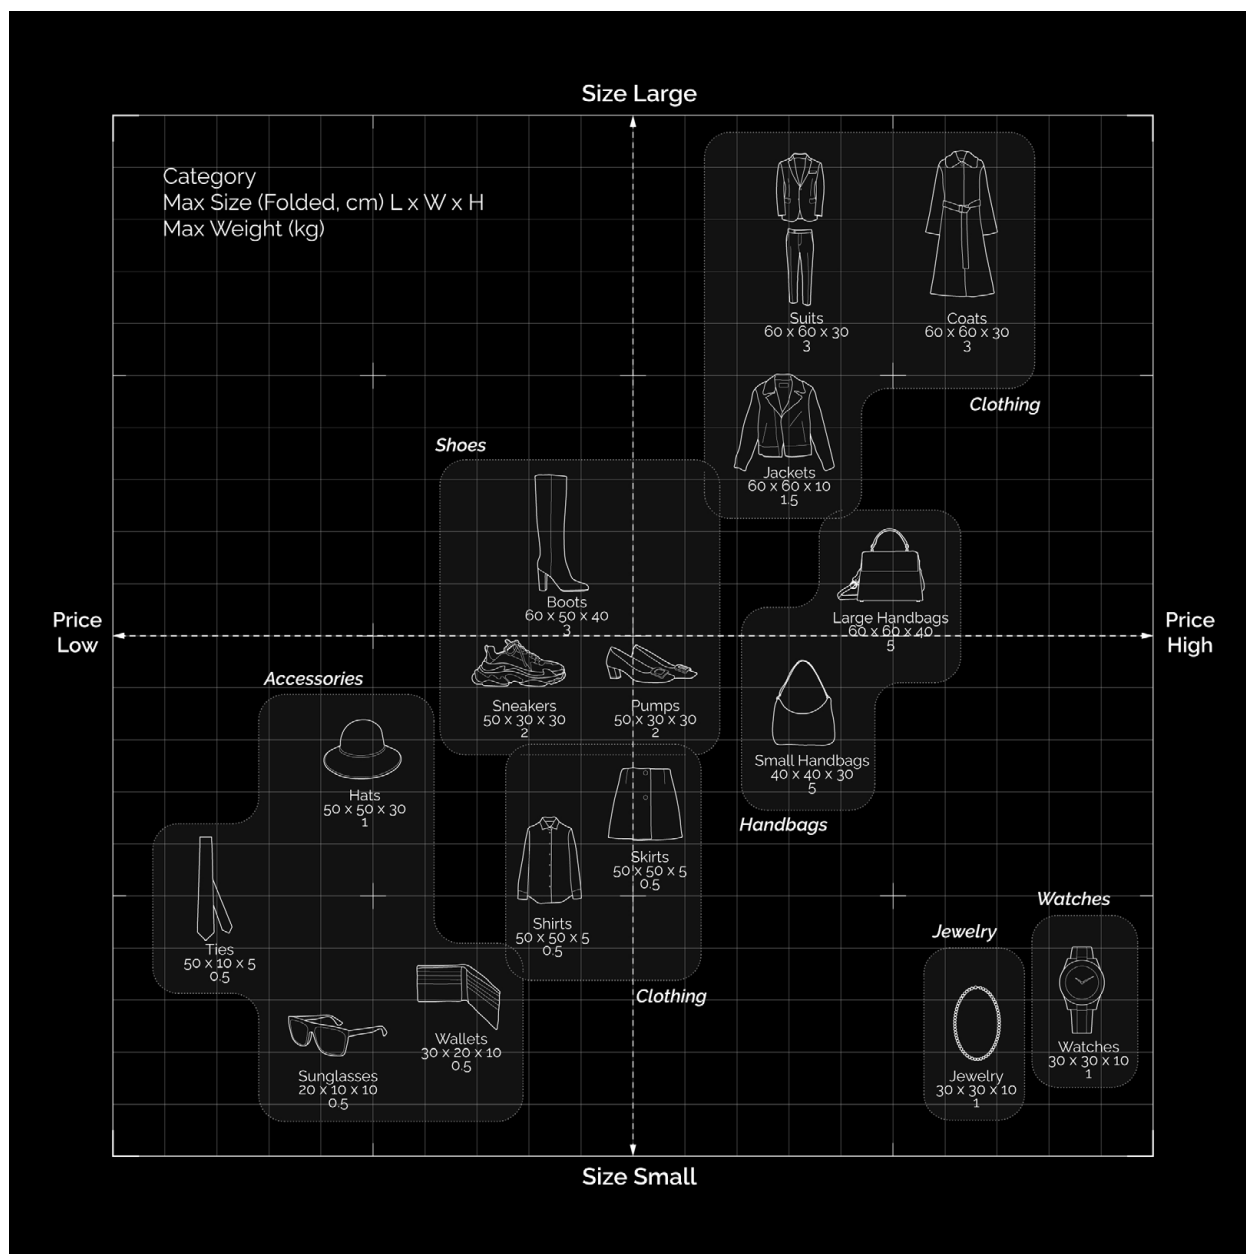 Size Large
Category
Max Size (Folded, cm) L x W x H
Max Weight (kg)
Suits
60 x 60 x 30
3
Coats
60 x 60 x 30
3
Clothing
Jackets
60 x 60 x 10
1.5
Shoes
Boots
60 x 50 x 40
3
Large Handbags
60 x 60 x 40
5
Price
Low
Price
High
Sneakers
50 x 30 x 30
2
Pumps
50 x 30 x 30
2
Small Handbags
40 x 40 x 30
5
Handbags
Accessories
Hats
50 x 50 x 30
1
Ties
50 x 10 x 5
0.5
Skirts
50 x 50 x 5
0.5
Shirts
50 x 50 x 5
0.5
Clothing
Wallets
30 x 20 x 10
0.5
Sunglasses
20 x 10 x 10
0.5
Jewelry
Jewelry
30 x 30 x 10
1
Watches
Watches
30 x 30 x 10
1
Size Small